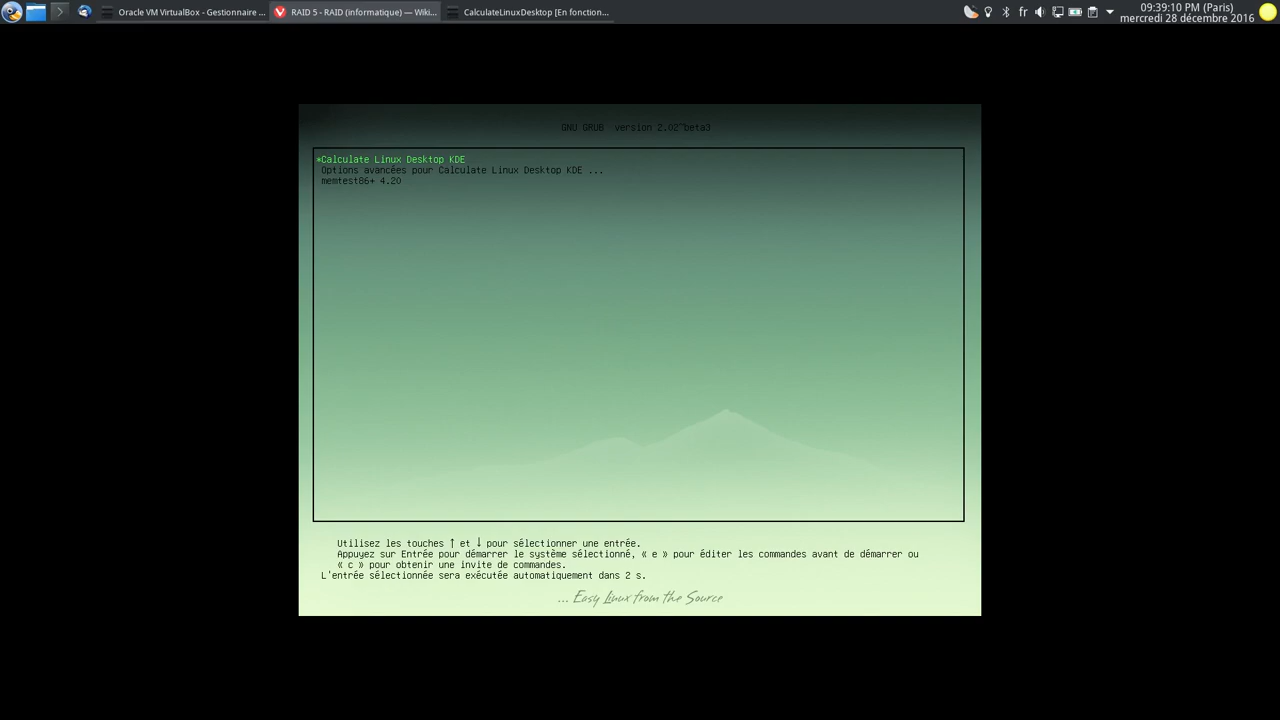 Oracle VM VirtualBox - Gestionnaire ...
RAID 5 - RAID (informatique) — Wiki...
CalculateLinuxDesktop [En fonction...
fr
09:39:10 PM (Paris)
mercredi 28 décembre 2016
GNU GRUB version 2.02~beta3
*Calculate Linux Desktop KDE
Options avancées pour Calculate Linux Desktop KDE ...
memtest86+ 4.20
Utilisez les touches ↑ et ↓ pour sélectionner une entrée.
Appuyez sur Entrée pour démarrer le système sélectionné, « e » pour éditer les commandes avant de démarrer ou
« c » pour obtenir une invite de commandes.
L'entrée sélectionnée sera exécutée automatiquement dans 2 s.
... Easy Linux from the Source